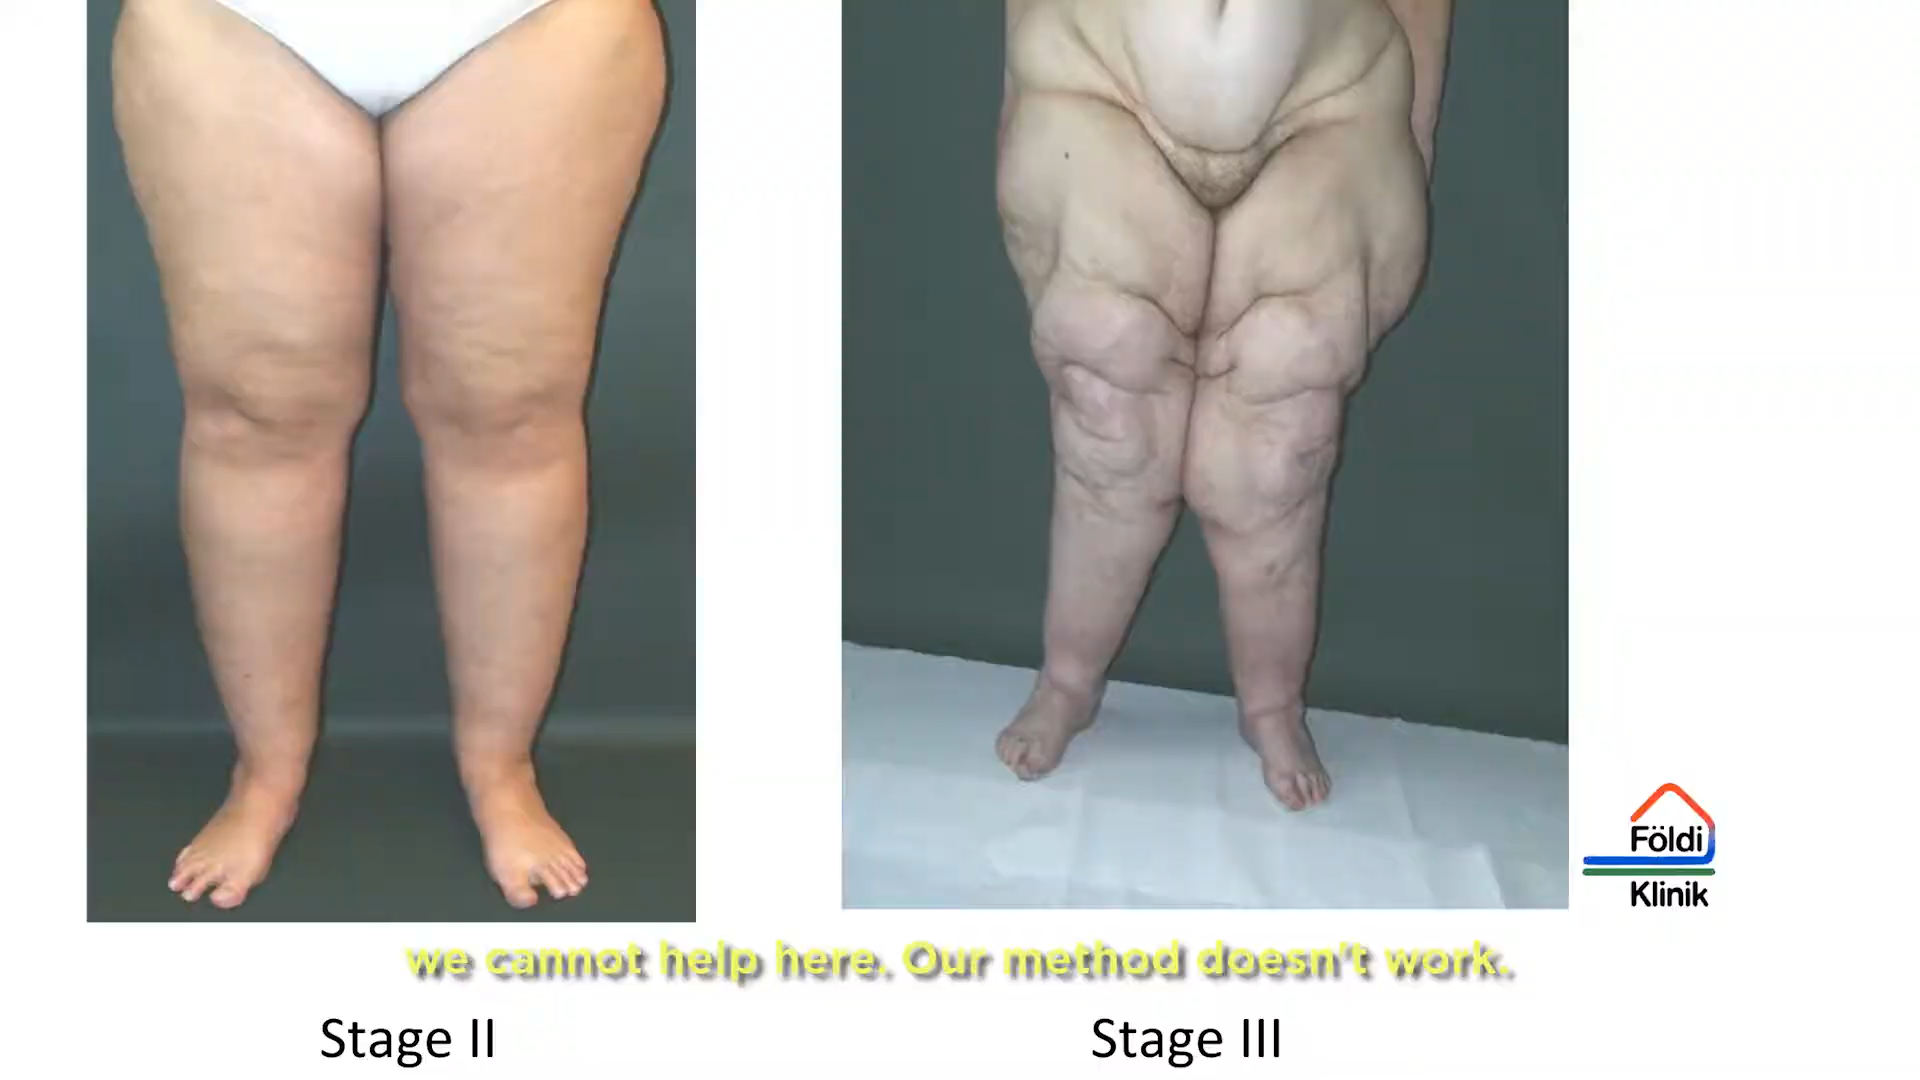 Földi
Klinik
we cannot help here. Our method doesn't work.
Stage II
Stage III